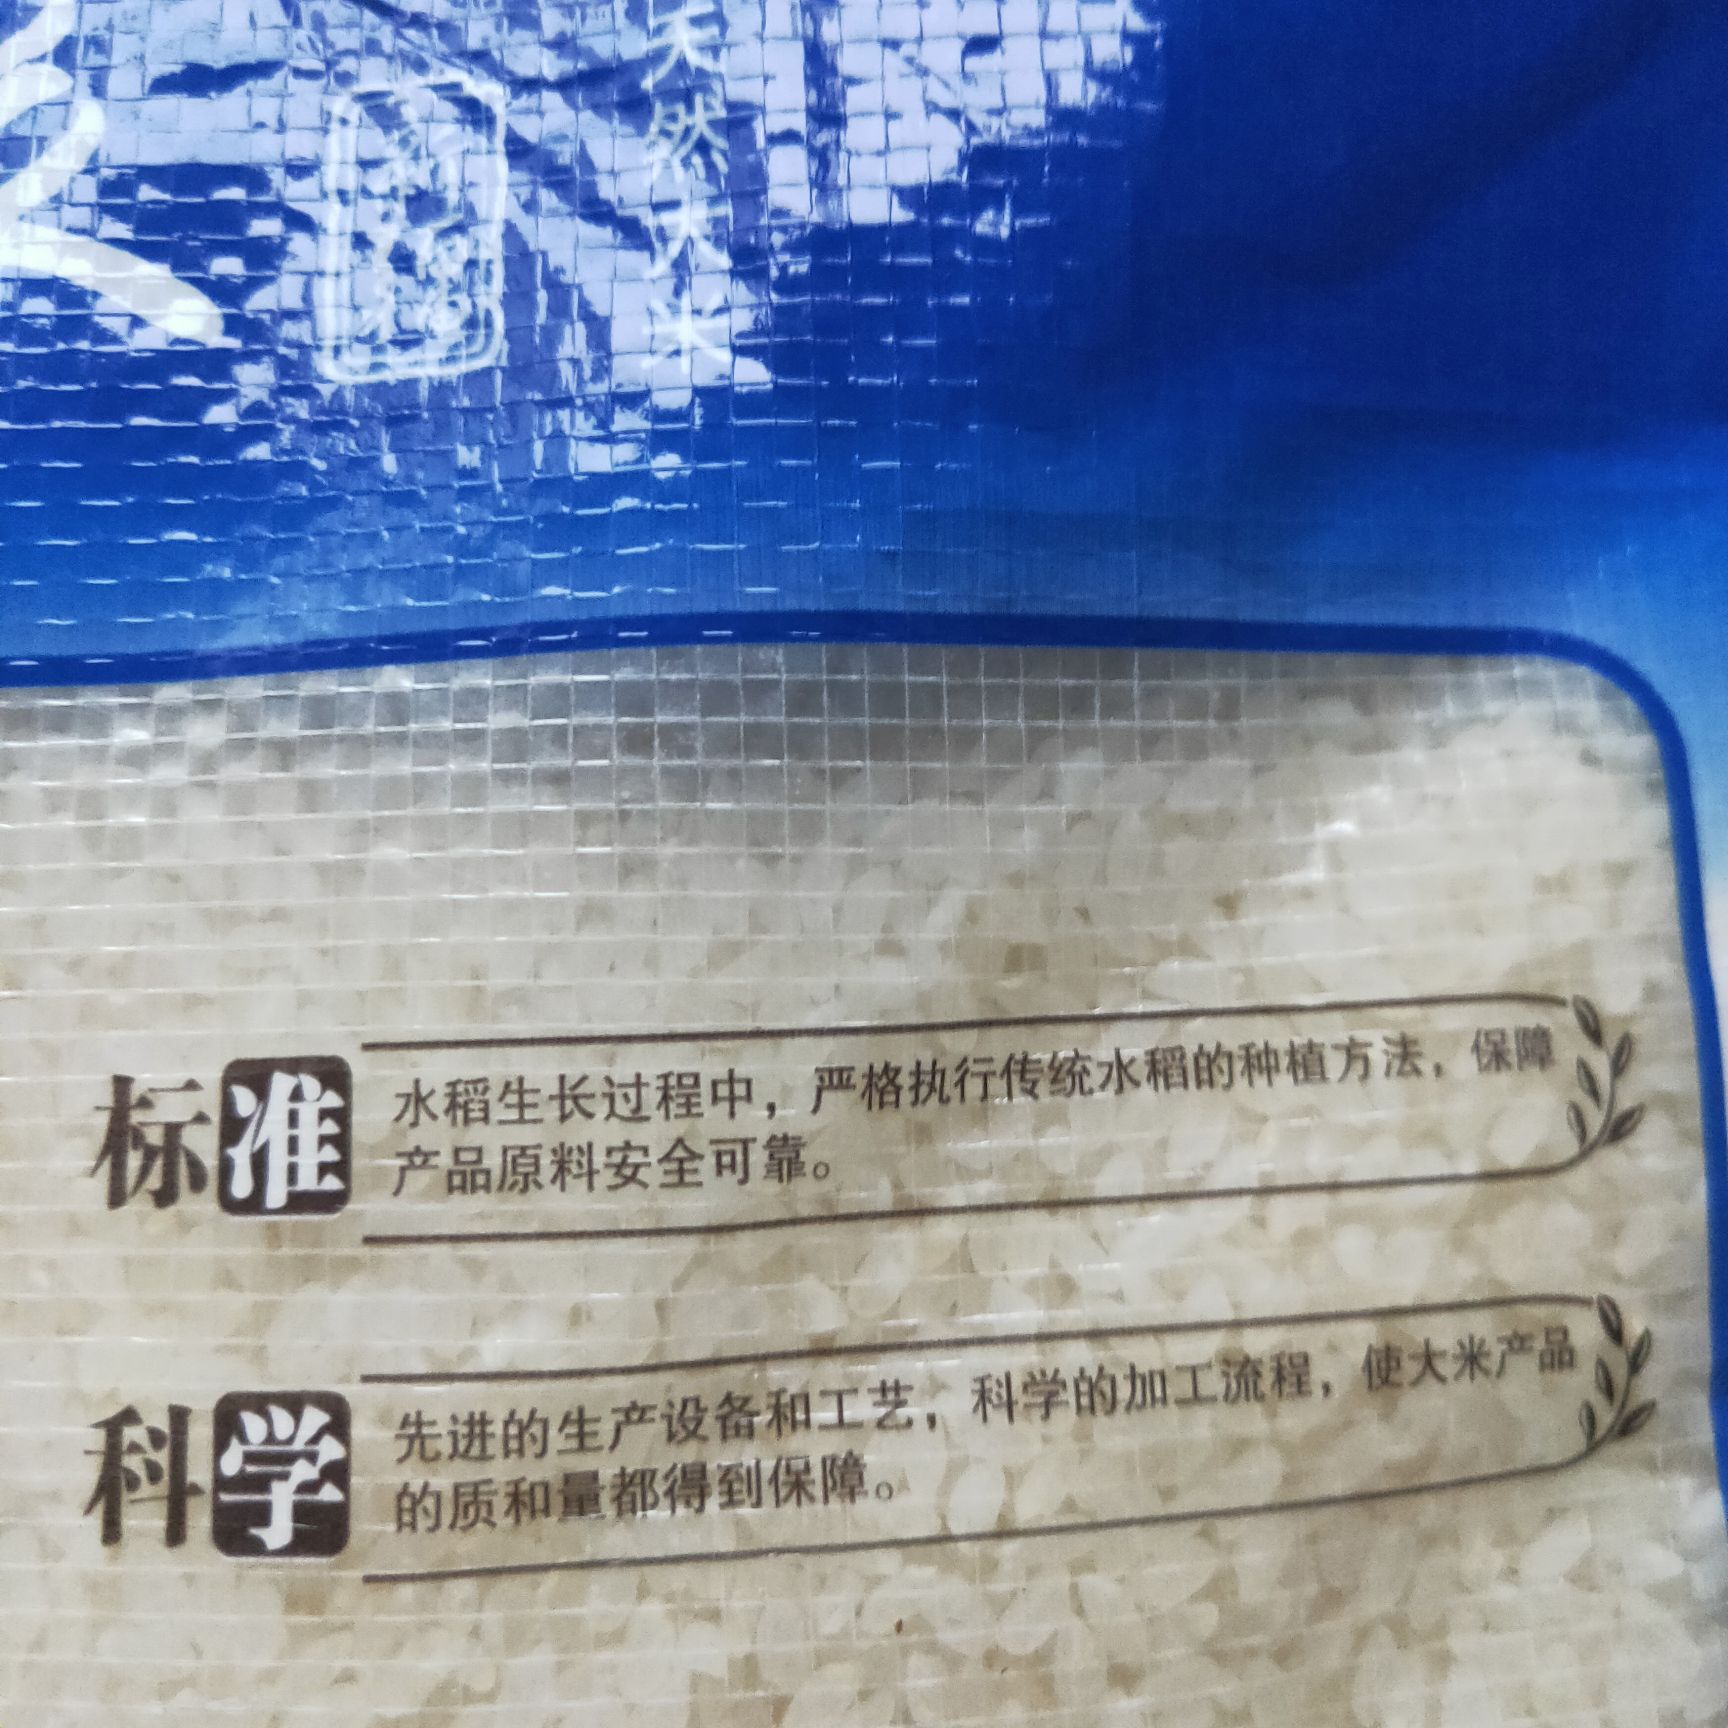 天然大米
标准
水稻生长过程中，严格执行传统水稻的种植方法，保障
产品原料安全可靠。
科学
先进的生产设备和工艺，科学的加工流程，使大米产品
的质和量都得到保障。